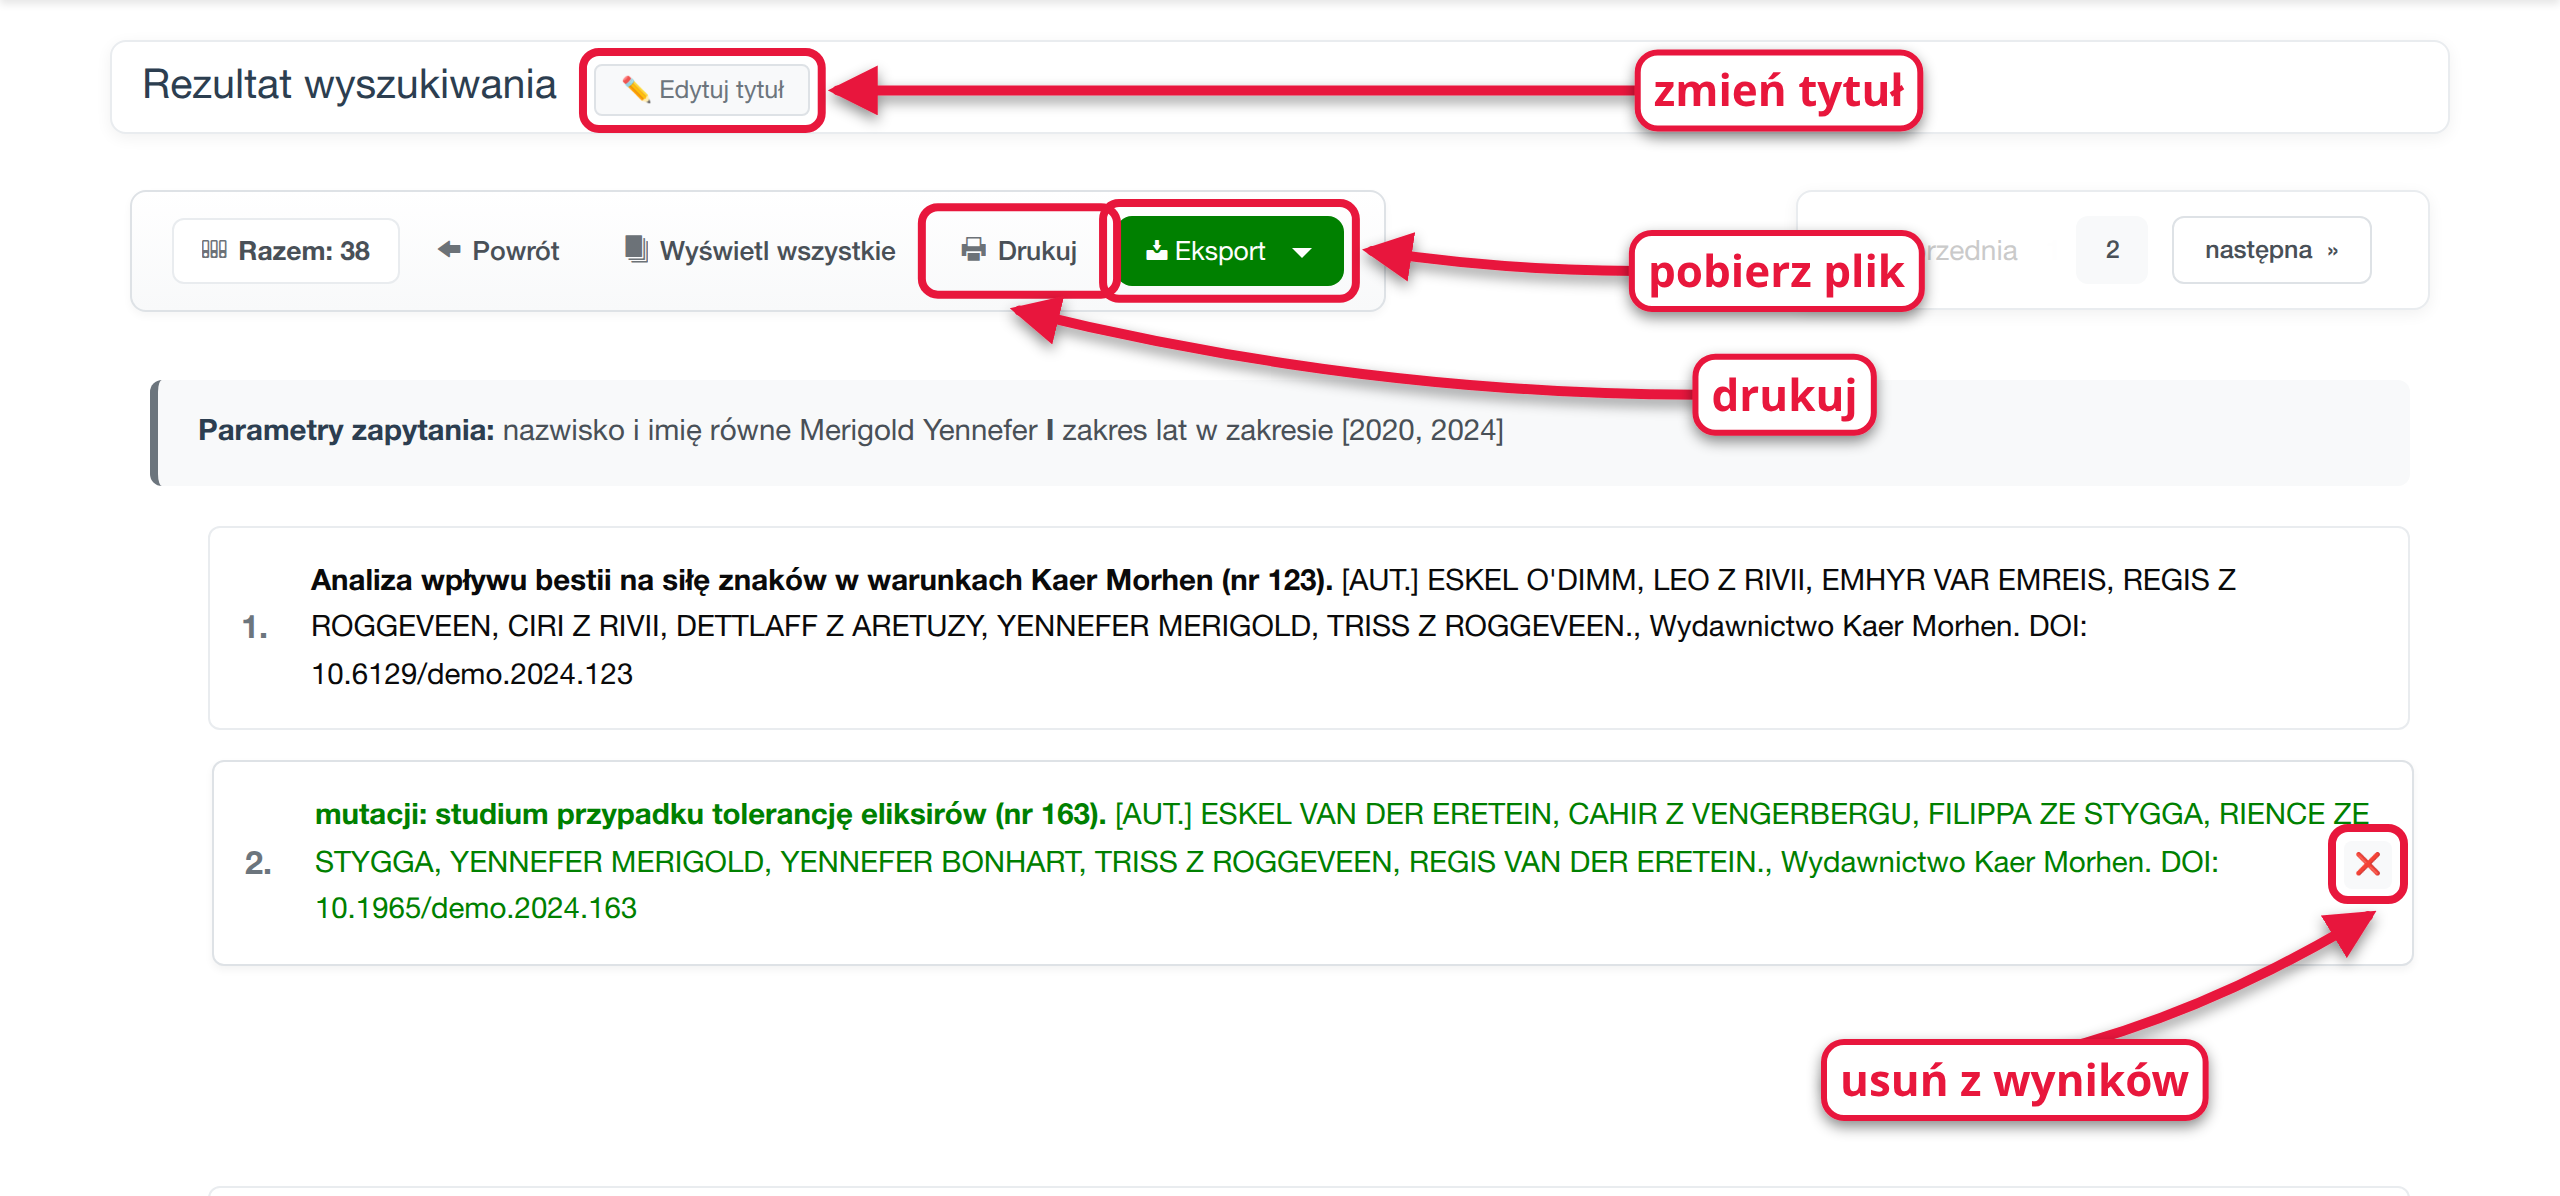 Rezultat wyszukiwania
Edytuj tytuł
zmień tytuł
Razem: 38
Powrót
Wyświetl wszystkie
Drukuj
Eksport
pobierz plik
rzednia
2
następna »
drukuj
Parametry zapytania: nazwisko i imię równe Merigold Yennefer I zakres lat w zakresie [2020, 2024]
1.
Analiza wpływu bestii na siłę znaków w warunkach Kaer Morhen (nr 123). [AUT.] ESKEL O'DIMM, LEO Z RIVII, EMHYR VAR EMREIS, REGIS Z
ROGGEVEEN, CIRI Z RIVII, DETTLAFF Z ARETUZY, YENNEFER MERIGOLD, TRISS Z ROGGEVEEN., Wydawnictwo Kaer Morhen. DOI:
10.6129/demo.2024.123
2.
mutacji: studium przypadku tolerancję eliksirów (nr 163). [AUT.] ESKEL VAN DER ERETEIN, CAHIR Z VENGERBERGU, FILIPPA ZE STYGGA, RIENCE ZE
STYGGA, YENNEFER MERIGOLD, YENNEFER BONHART, TRISS Z ROGGEVEEN, REGIS VAN DER ERETEIN., Wydawnictwo Kaer Morhen. DOI:
10.1965/demo.2024.163
usuń z wyników